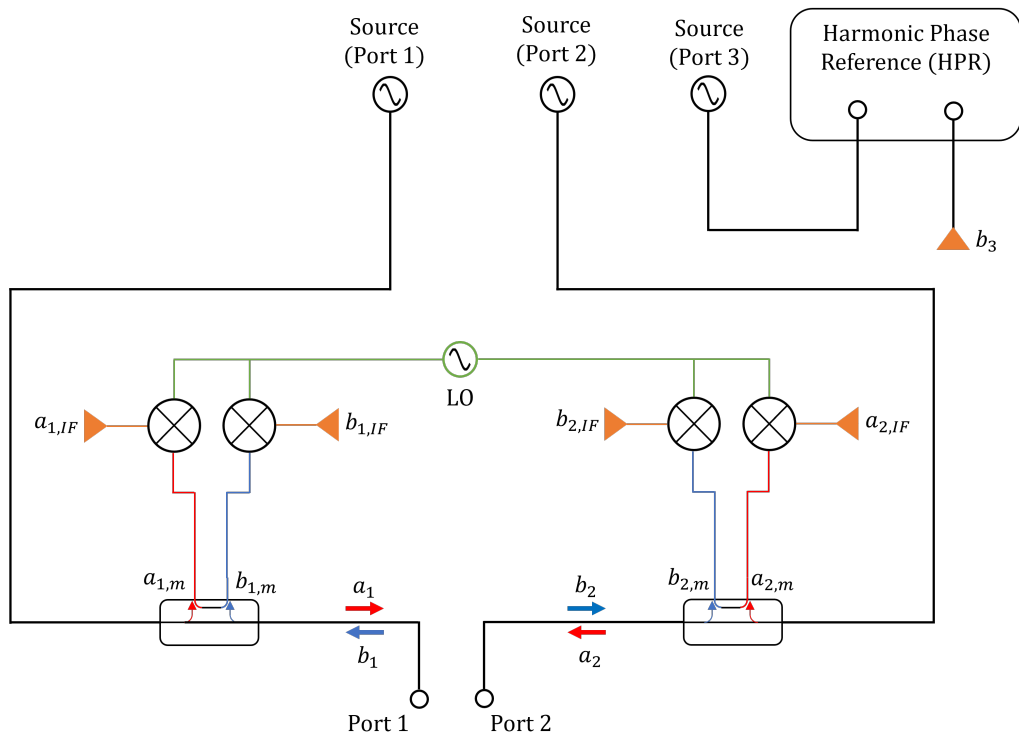 Source
(Port 1)
Source
(Port 2)
Source
(Port 3)
Harmonic Phase
Reference (HPR)
b₃
LO
a₁,IF
b₁,IF
b₂,IF
a₂,IF
a₁,m
b₁,m
b₂,m
a₂,m
a₁
b₁
b₂
a₂
Port 1
Port 2